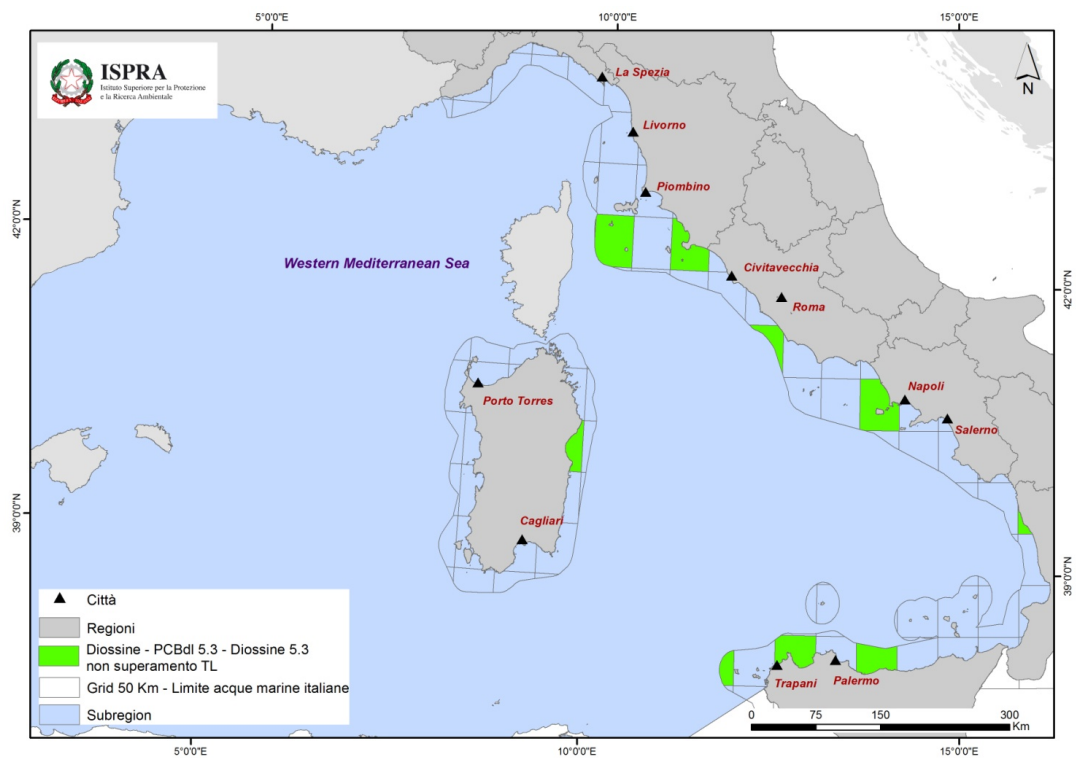 5°0'0"E
10°0'0"E
15°0'0"E
ISPRA
Istituto Superiore per la Protezione
e la Ricerca Ambientale
N
La Spezia
Livorno
Piombino
42°0'0"N
Western Mediterranean Sea
Civitavecchia
42°0'0"N
Roma
Porto Torres
Napoli
Salerno
39°0'0"N
Cagliari
39°0'0"N
Città
Regioni
Diossine - PCBdl 5.3 - Diossine 5.3
non superamento TL
Grid 50 Km - Limite acque marine italiane
Subregion
Trapani
Palermo
0 75 150 300
Km
5°0'0"E
10°0'0"E
15°0'0"E